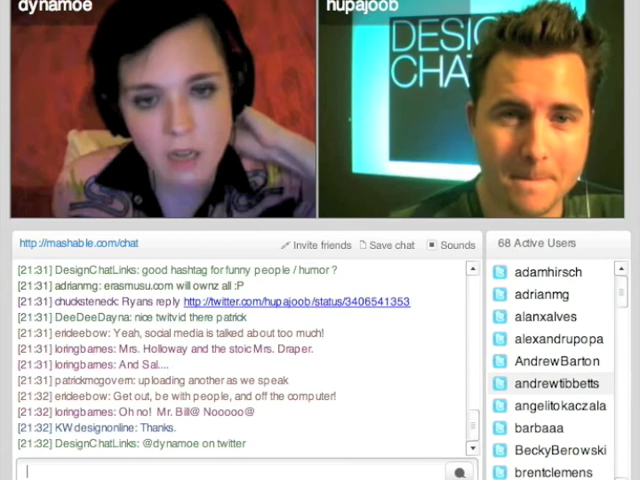 dynamoe
hupajoob
DESIG
CHA
http://mashable.com/chat
Invite friends
Save chat
Sounds
68 Active Users
[21:31] DesignChatLinks: good hashtag for funny people / humor ?
[21:31] adrianmg: erasmusu.com will ownz all :P
[21:31] chucksteneck: Ryans reply http://twitter.com/hupajoob/status/3406541353
[21:31] DeeDeeDayna: nice twitvid there patrick
[21:31] erideebow: Yeah, social media is talked about too much!
[21:31] loringbarnes: Mrs. Holloway and the stoic Mrs. Draper.
[21:31] loringbarnes: And Sal....
[21:31] patrickmcgovern: uploading another as we speak
[21:32] erideebow: Get out, be with people, and off the computer!
[21:32] loringbarnes: Oh no! Mr. Bill@ Nooooo@
[21:32] KWdesignonline: Thanks.
[21:32] DesignChatLinks: @dynamoe on twitter
adamhirsch
adrianmg
alanxalves
alexandrupopa
AndrewBarton
andrewtibbetts
angelitokaczala
barbaaa
BeckyBerowski
brentclemens